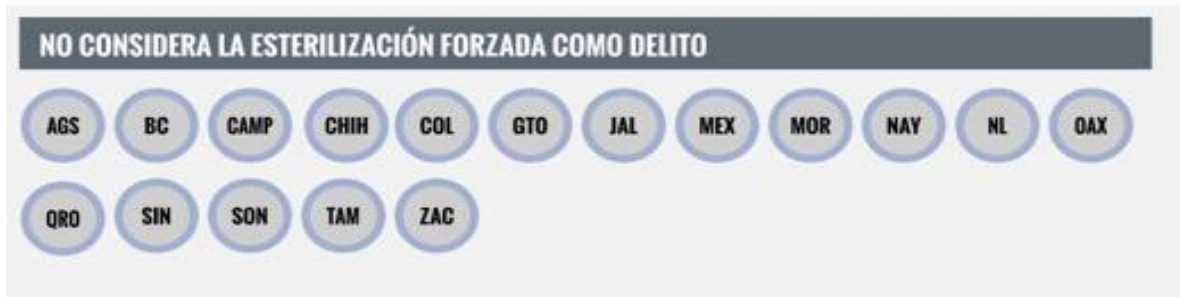 NO CONSIDERA LA ESTERILIZACIÓN FORZADA COMO DELITO
AGS BC CAMP CHIH COL GTO JAL MEX MOR NAY NL OAX
QRO SIN SON TAM ZAC